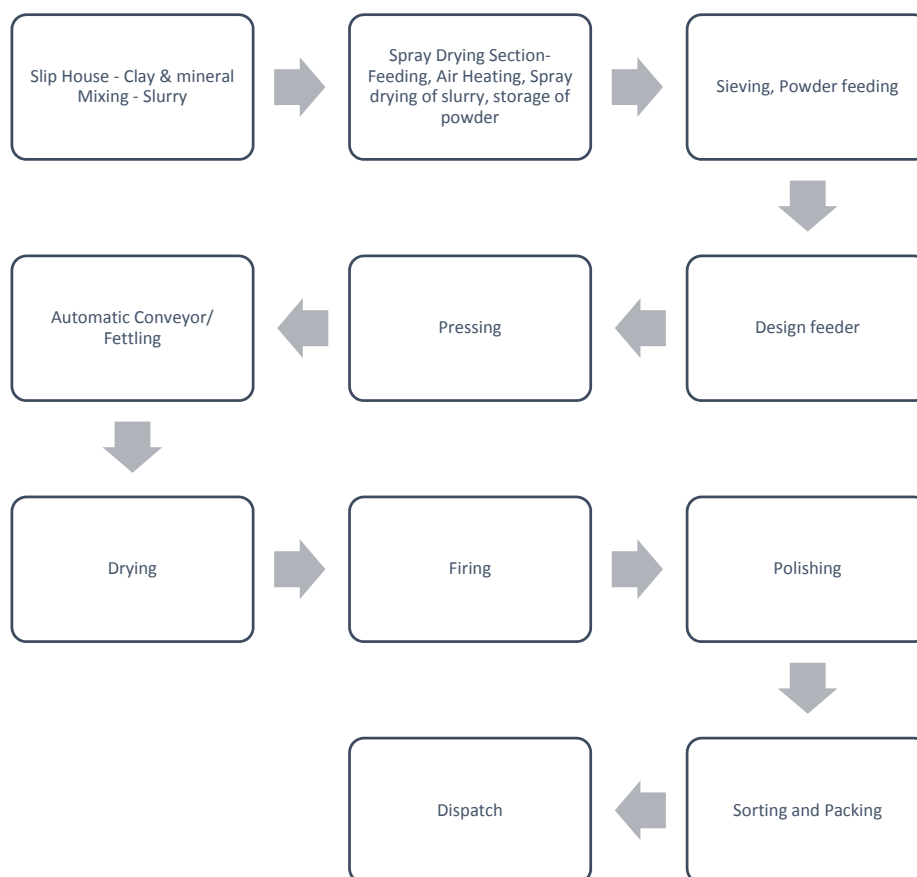 Slip House - Clay & mineral
Mixing - Slurry
Spray Drying Section-
Feeding, Air Heating, Spray
drying of slurry, storage of
powder
Sieving, Powder feeding
Design feeder
Pressing
Automatic Conveyor/
Fettling
Drying
Firing
Polishing
Sorting and Packing
Dispatch